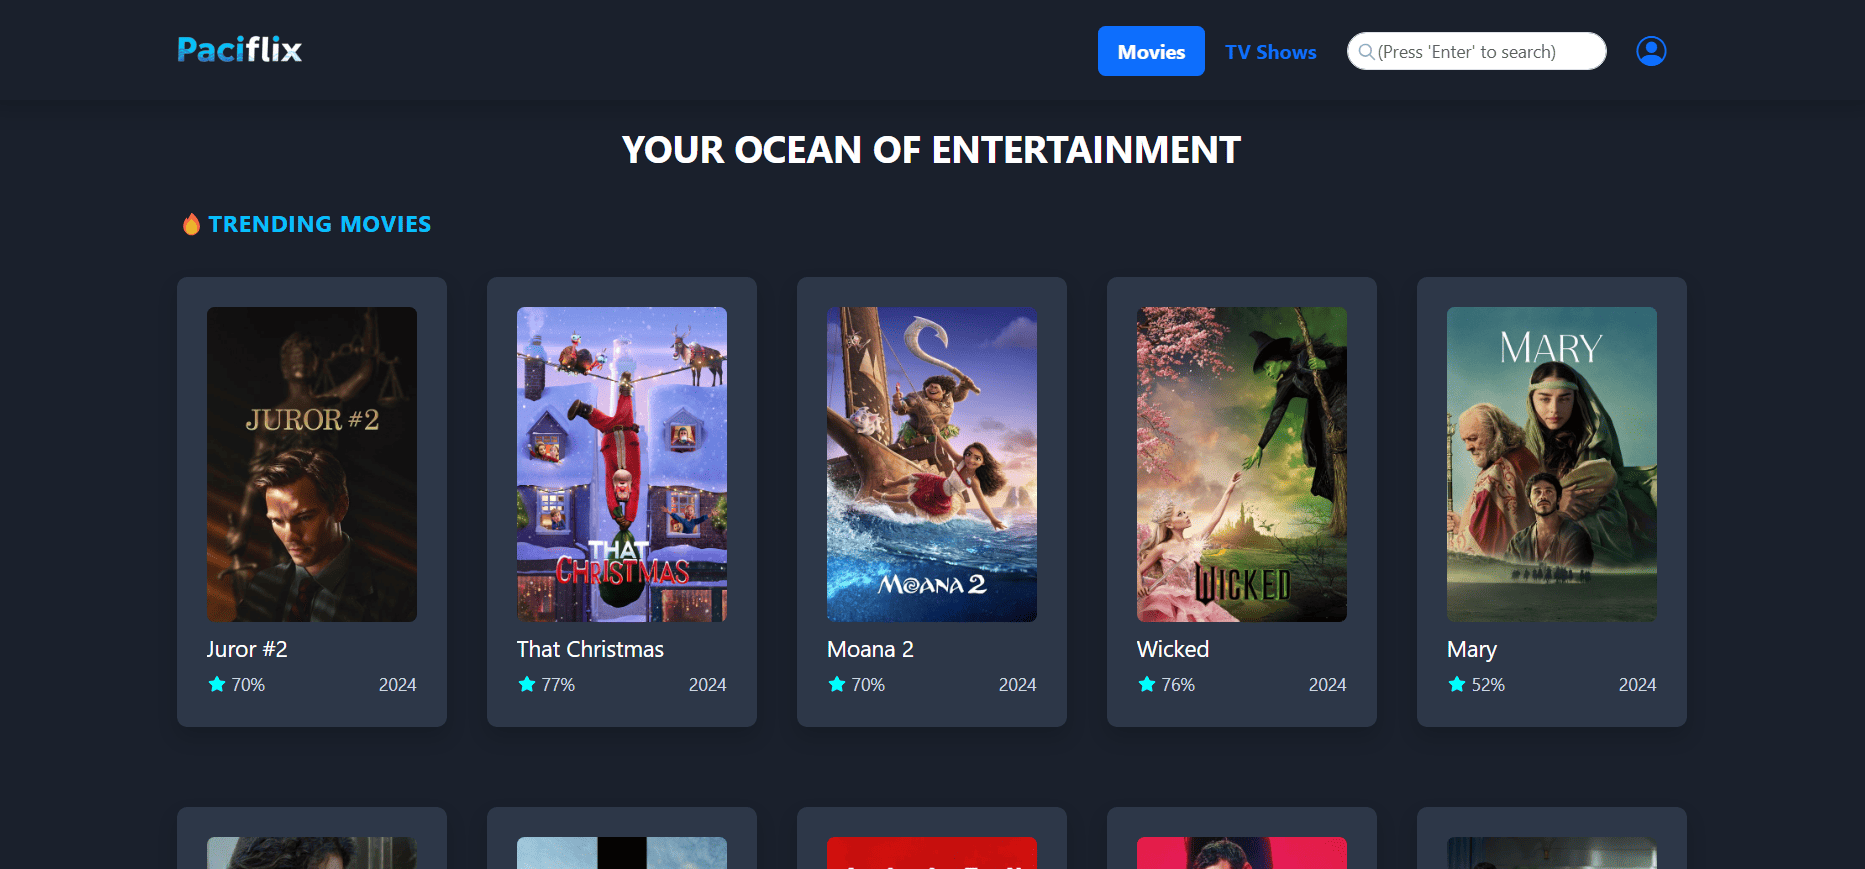 Paciflix
Movies
TV Shows
(Press 'Enter' to search)
YOUR OCEAN OF ENTERTAINMENT
TRENDING MOVIES
JUROR #2
THAT
CHRISTMAS
MOANA 2
WICKED
MARY
Juror #2
70%
2024
That Christmas
77%
2024
Moana 2
70%
2024
Wicked
76%
2024
Mary
52%
2024